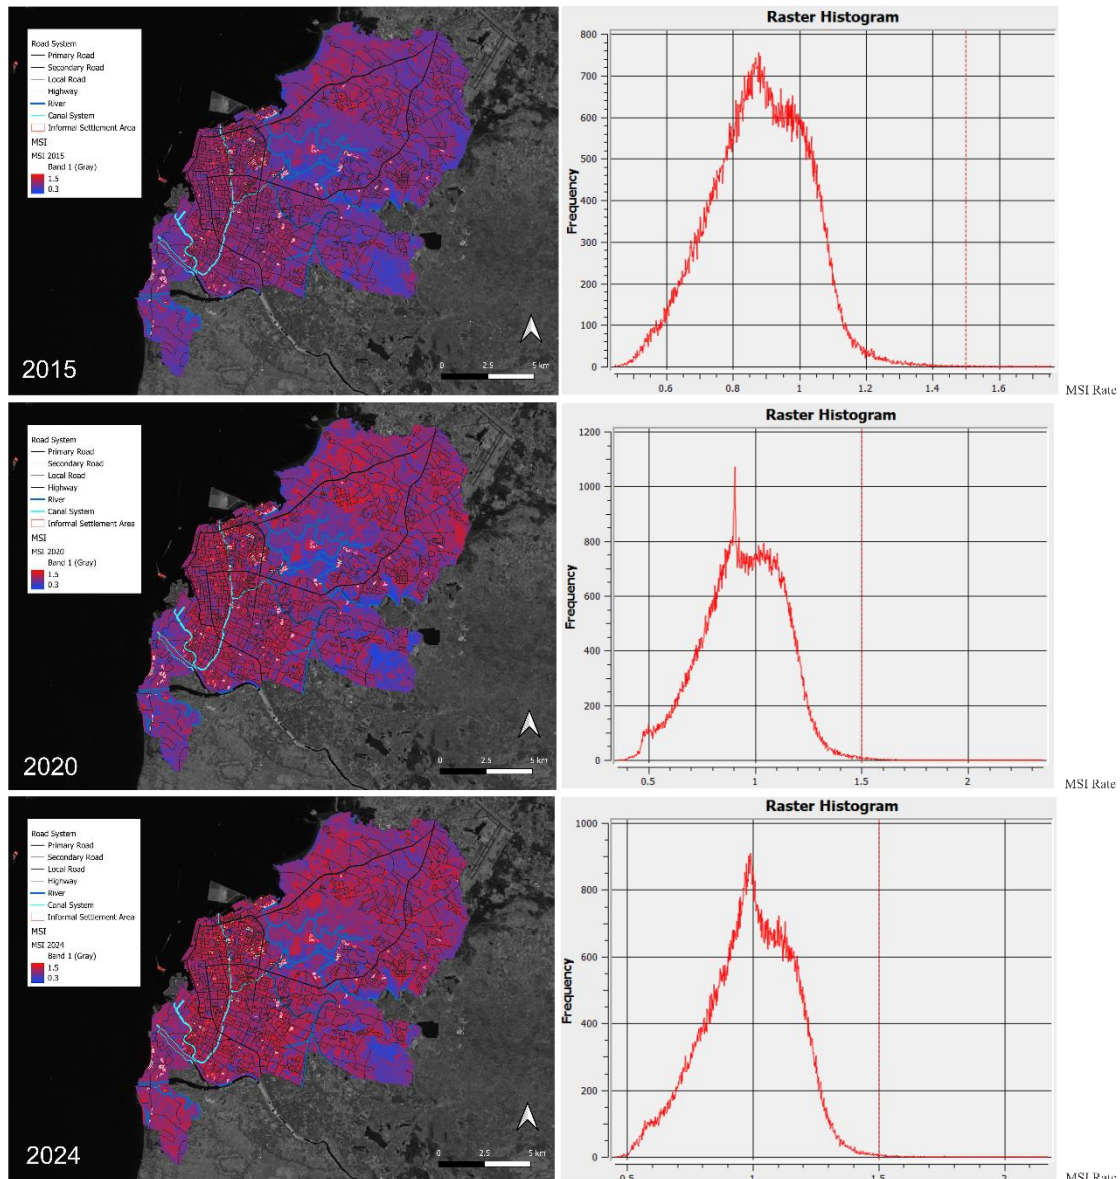 Road System
Primary Road
Secondary Road
Local Road
Highway
River
Canal System
Informal Settlement Area
MSI
MSI 2015
Band 1 (Gray)
1.5
0.3
0 2.5 5 km
2015
Raster Histogram
Frequency
800
700
600
500
400
300
200
100
0
0.6 0.8 1 1.2 1.4 1.6
MSI Rate
Road System
Primary Road
Secondary Road
Local Road
Highway
River
Canal System
Informal Settlement Area
MSI
MSI 2020
Band 1 (Gray)
1.5
0.3
0 2.5 5 km
2020
Raster Histogram
Frequency
1200
1000
800
600
400
200
0
0.5 1 1.5 2
MSI Rate
Road System
Primary Road
Secondary Road
Local Road
Highway
River
Canal System
Informal Settlement Area
MSI
MSI 2024
Band 1 (Gray)
1.5
0.3
0 2.5 5 km
2024
Raster Histogram
Frequency
1000
800
600
400
200
0
0.5 1 1.5 2
MSI Rate